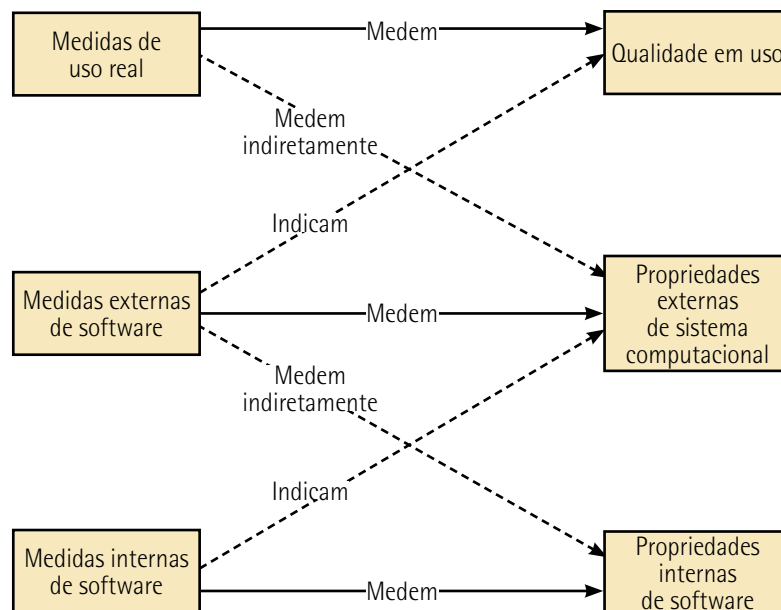 Medidas de
uso real
Medem
Qualidade em uso
Medem
indiretamente
Indicam
Medidas externas
de software
Medem
Propriedades
externas
de sistema
computacional
Medem
indiretamente
Indicam
Medidas internas
de software
Medem
Propriedades
internas
de software